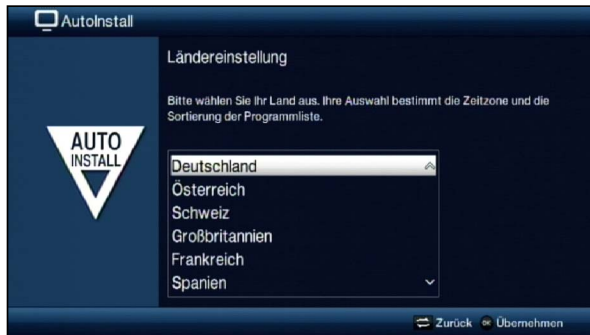 AutoInstall
Ländereinstellung
Bitte wählen Sie Ihr Land aus. Ihre Auswahl bestimmt die Zeitzone und die
Sortierung der Programmliste.
AUTO
INSTALL
Deutschland
Österreich
Schweiz
Großbritannien
Frankreich
Spanien
Zurück OK Übernehmen